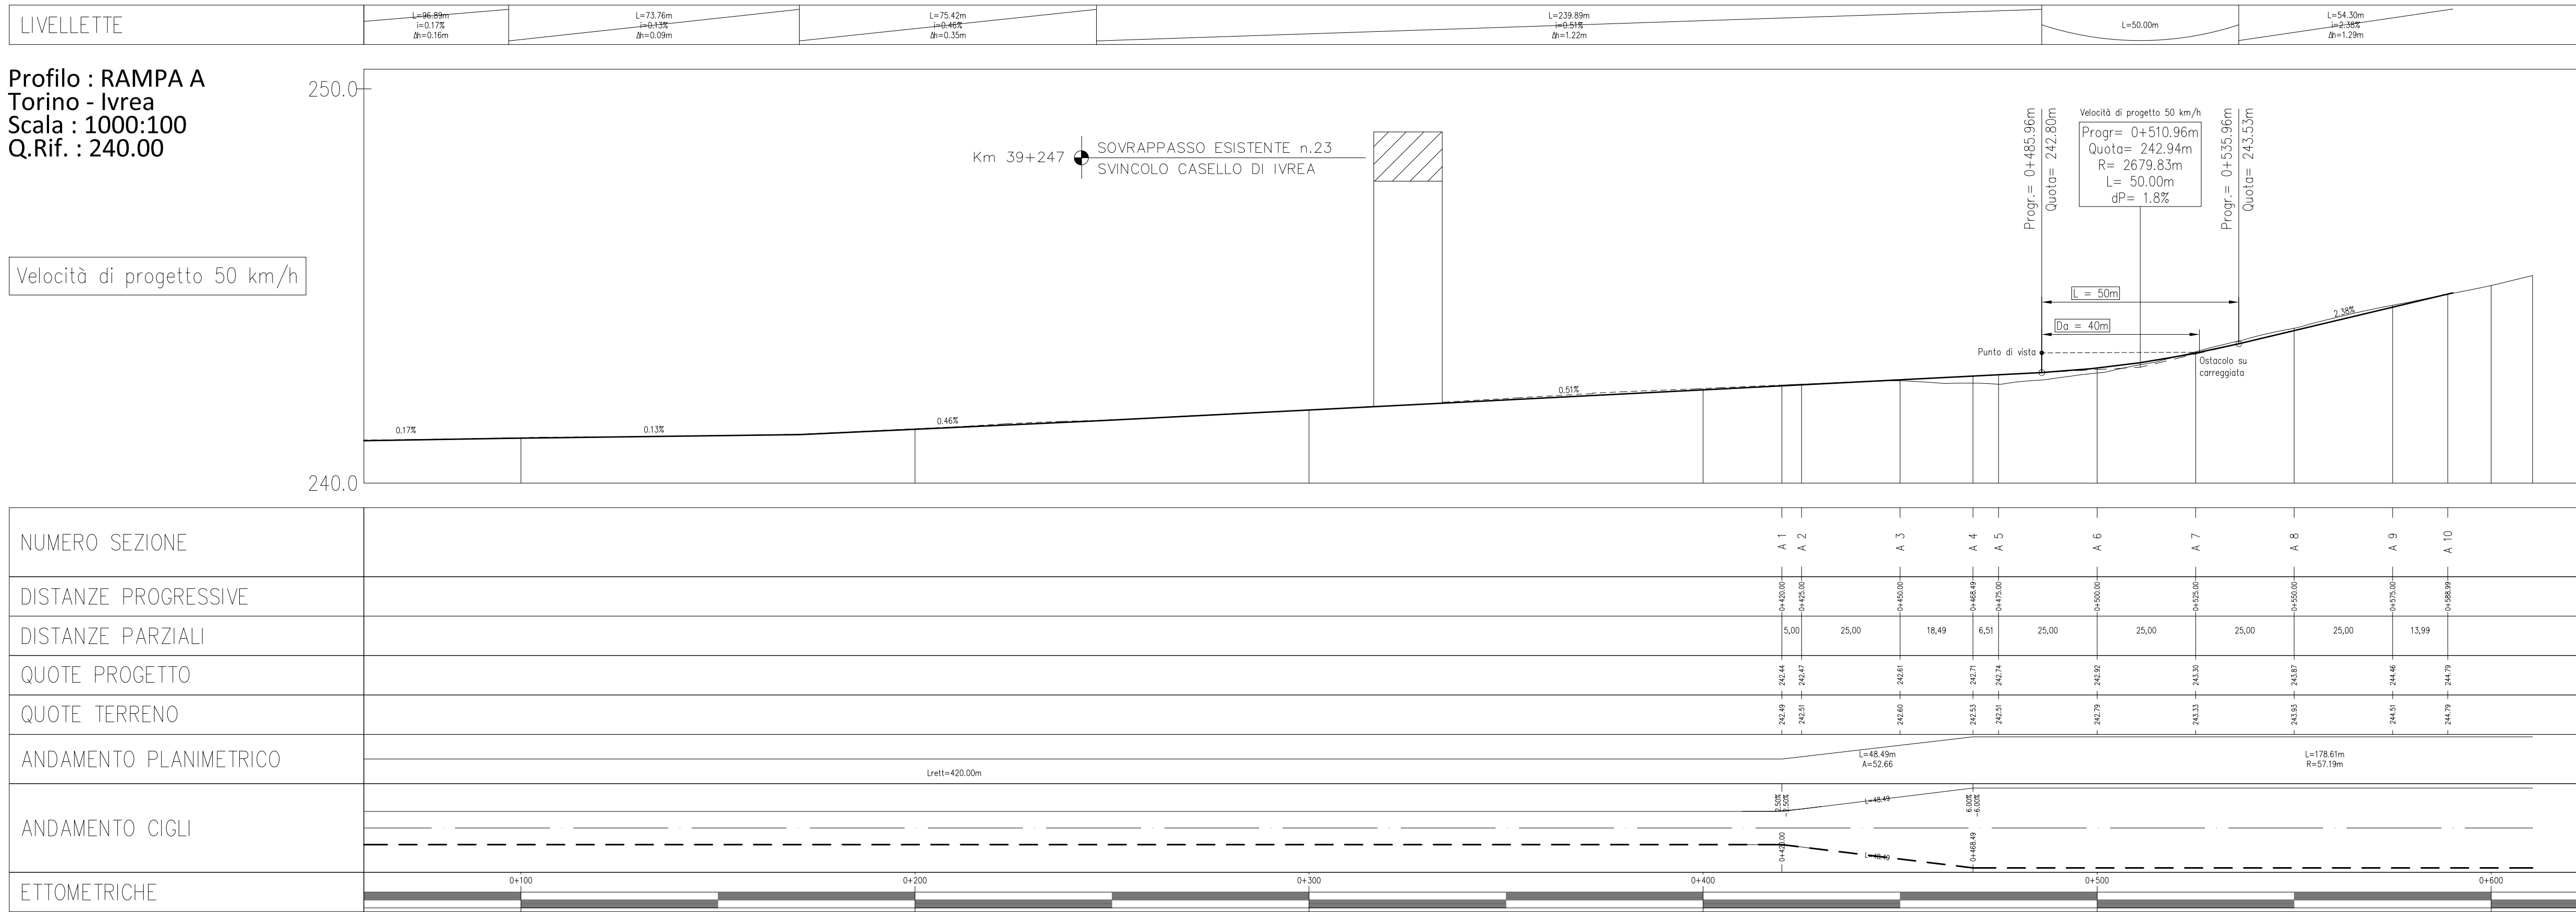 LIVELLETTE
L=96.89m
i=0.17%
Δh=0.16m
L=73.76m
i=0.13%
Δh=0.09m
L=75.42m
i=0.46%
Δh=0.35m
L=239.89m
i=0.51%
Δh=1.22m
L=50.00m
L=54.30m
i=2.38%
Δh=1.29m
Profilo : RAMPA A
Torino - Ivrea
Scala : 1000:100
Q.Rif. : 240.00
250.0
240.0
Velocità di progetto 50 km/h
Km 39+247
SOVRAPPASSO ESISTENTE n.23
SVINCOLO CASELLO DI IVREA
Progr.= 0+485.96m
Quota= 242.80m
Velocità di progetto 50 km/h
Progr= 0+510.96m
Quota= 242.94m
R= 2679.83m
L= 50.00m
dP= 1.8%
Progr.= 0+535.96m
Quota= 243.53m
L = 50m
Da = 40m
Punto di vista
Ostacolo su
carreggiata
0.17%
0.13%
0.46%
0.51%
2.38%
NUMERO SEZIONE
A 1
A 2
A 3
A 4
A 5
A 6
A 7
A 8
A 9
A 10
DISTANZE PROGRESSIVE
0+420.00
0+425.00
0+450.00
0+468.49
0+475.00
0+500.00
0+525.00
0+550.00
0+575.00
0+588.99
DISTANZE PARZIALI
5,00
25,00
18,49
6,51
25,00
25,00
25,00
25,00
13,99
QUOTE PROGETTO
242.44
242.47
242.61
242.71
242.74
242.92
243.30
243.87
244.46
244.79
QUOTE TERRENO
242.49
242.51
242.60
242.53
242.51
242.79
243.33
243.93
244.51
244.79
ANDAMENTO PLANIMETRICO
Lrett=420.00m
L=48.49m
A=52.66
L=178.61m
R=57.19m
ANDAMENTO CIGLI
2.50%
-2.50%
0+420.00
L=48.49
L=48.49
6.00%
-6.00%
0+468.49
ETTOMETRICHE
0+100
0+200
0+300
0+400
0+500
0+600